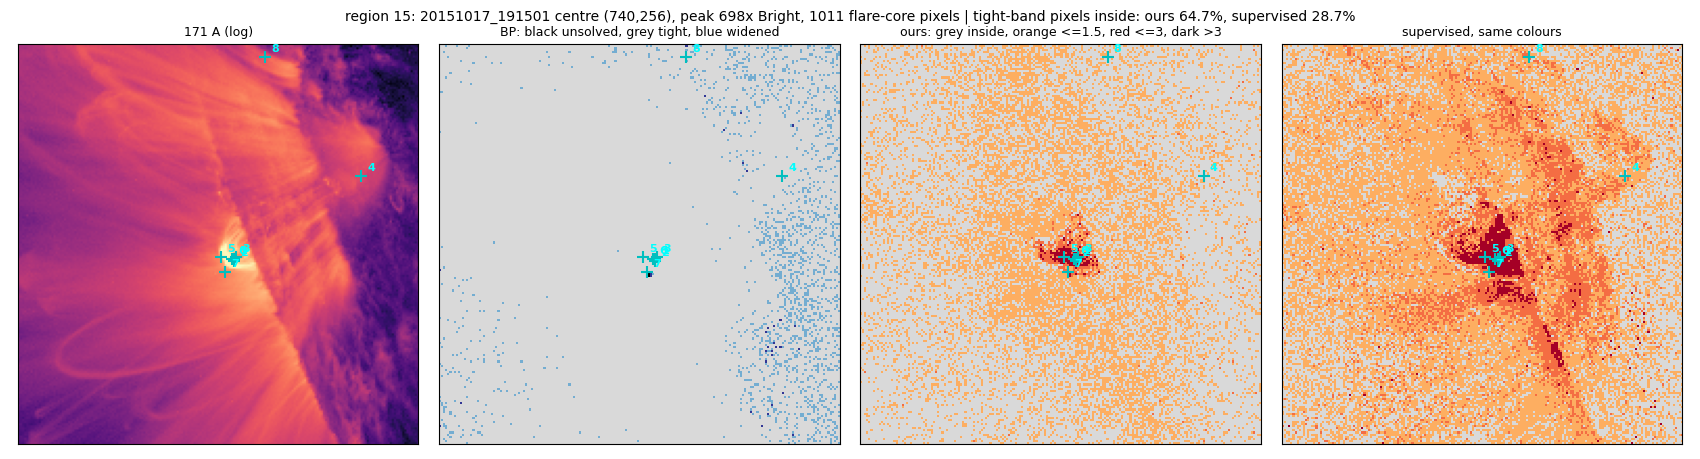 region 15: 20151017_191501 centre (740,256), peak 698x Bright, 1011 flare-core pixels | tight-band pixels inside: ours 64.7%, supervised 28.7%
171 A (log)
BP: black unsolved, grey tight, blue widened
ours: grey inside, orange <=1.5, red <=3, dark >3
supervised, same colours
8
4
5
8
4
5
8
4
5
8
4
5